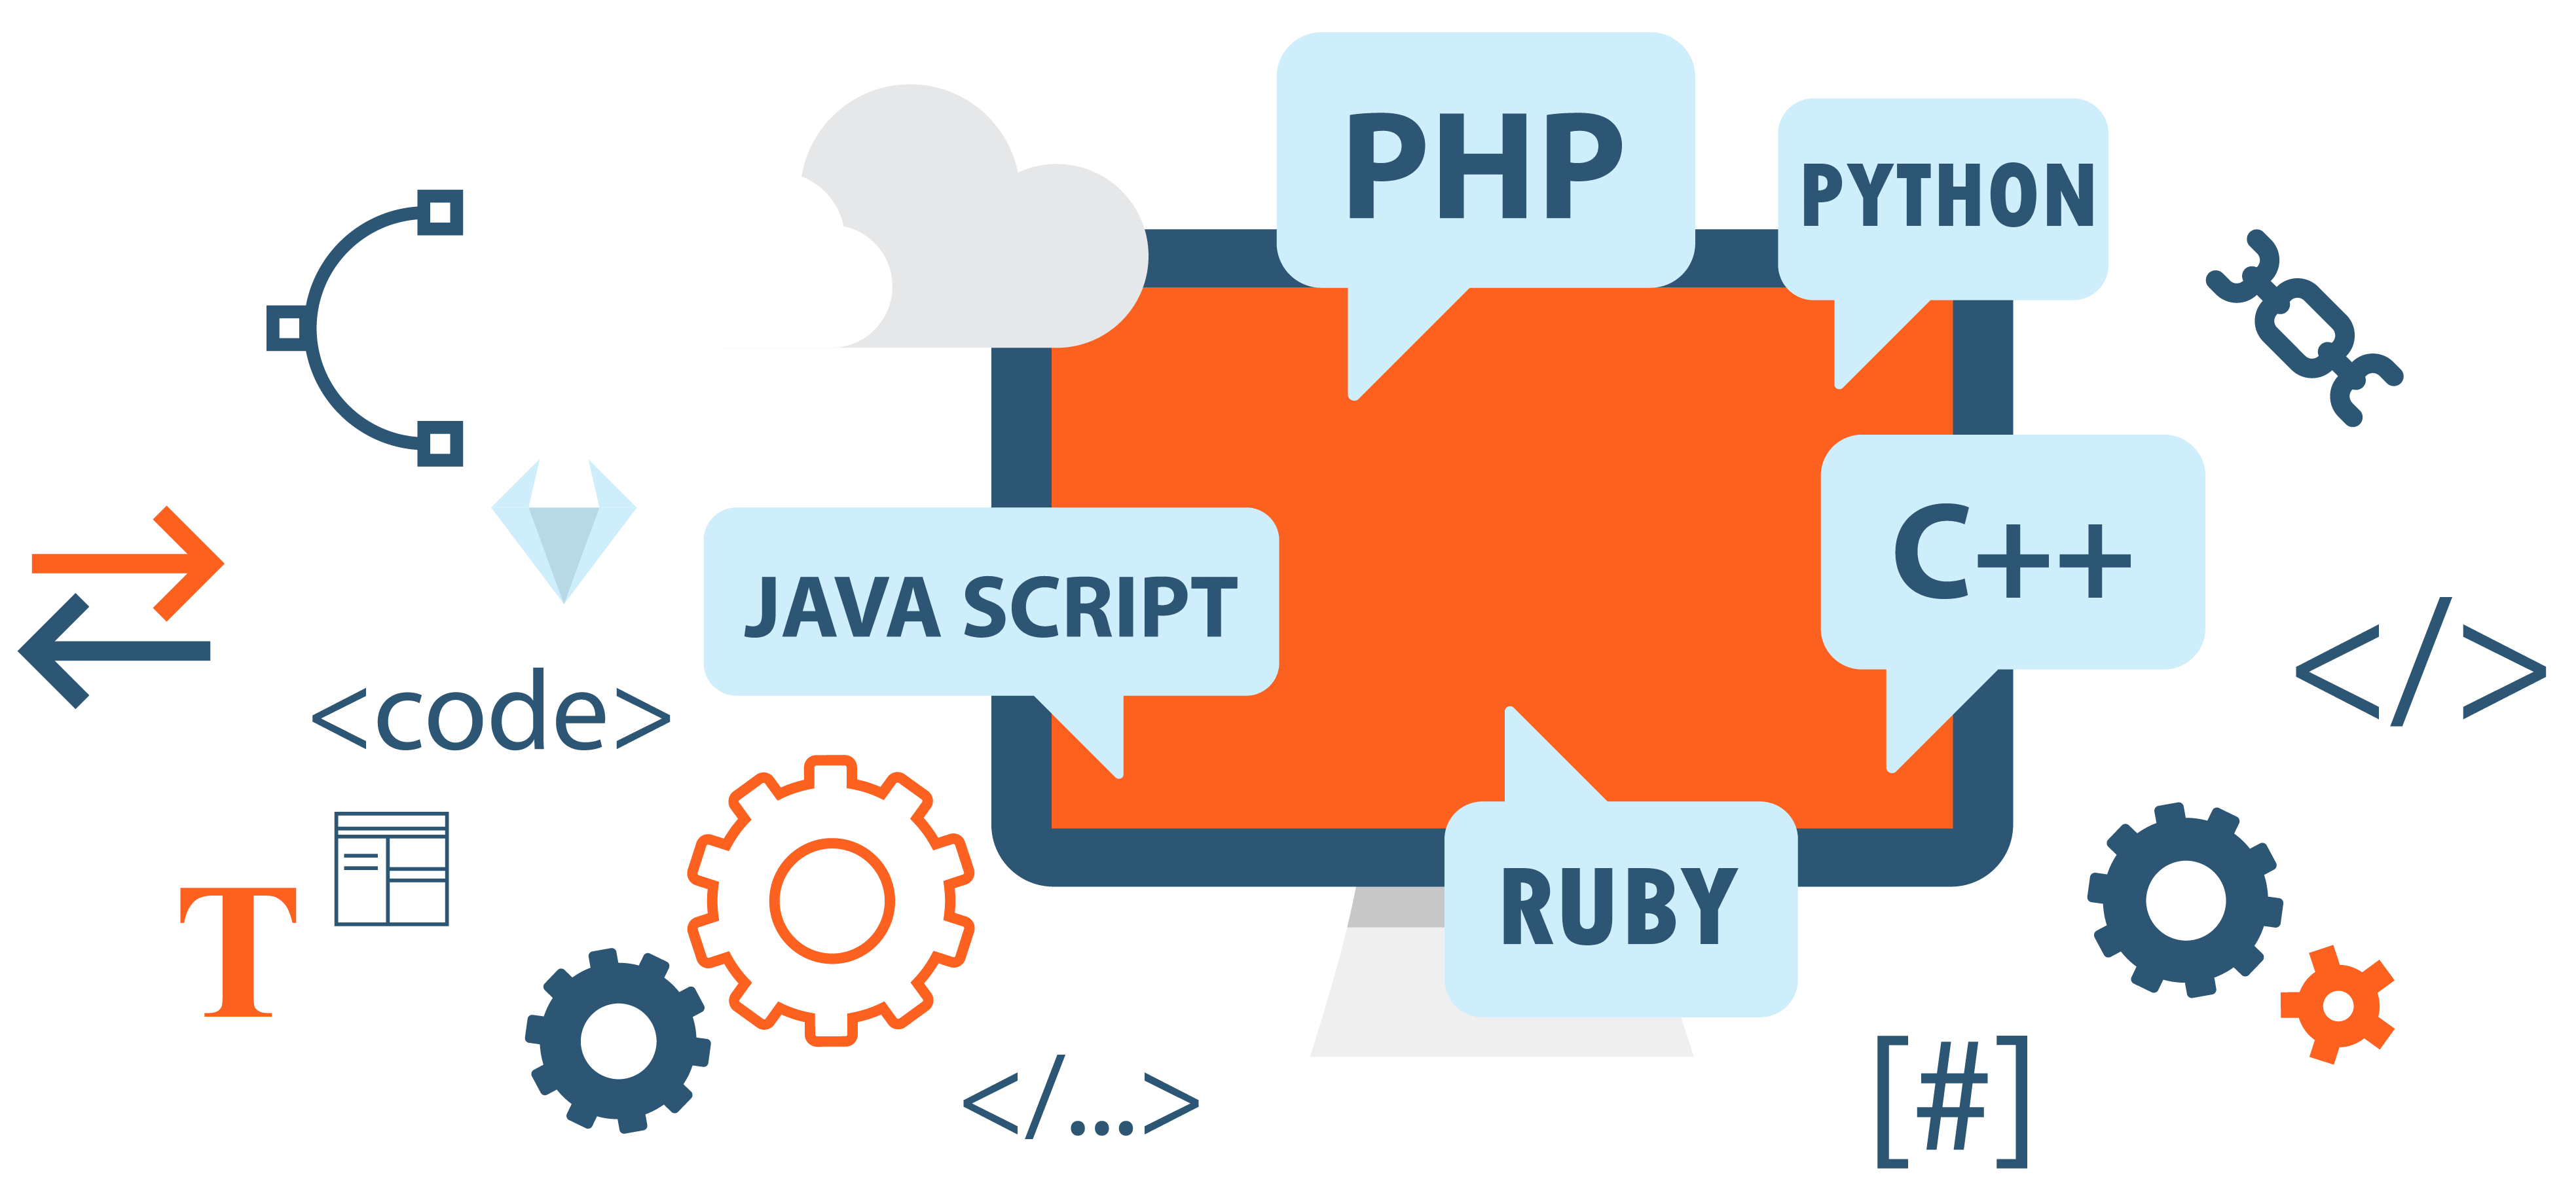 PHP
PYTHON
C++
JAVA SCRIPT
</>
<code>
RUBY
T
</...>
[#]